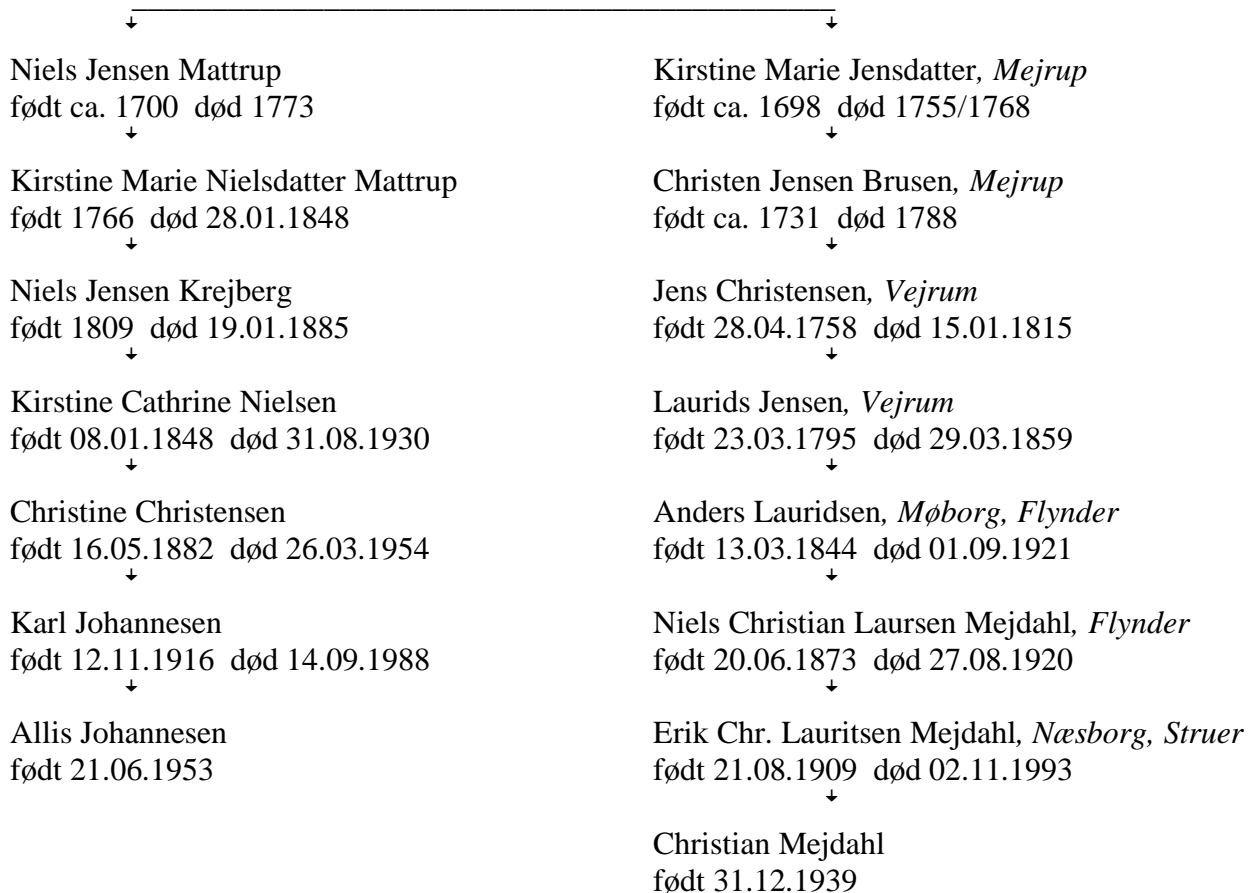 Niels Jensen Mattrup
født ca. 1700 død 1773
Kirstine Marie Nielsdatter Mattrup
født 1766 død 28.01.1848
Niels Jensen Krejberg
født 1809 død 19.01.1885
Kirstine Cathrine Nielsen
født 08.01.1848 død 31.08.1930
Christine Christensen
født 16.05.1882 død 26.03.1954
Karl Johannesen
født 12.11.1916 død 14.09.1988
Allis Johannesen
født 21.06.1953
Kirstine Marie Jensdatter, Mejrup
født ca. 1698 død 1755/1768
Christen Jensen Brusen, Mejrup
født ca. 1731 død 1788
Jens Christensen, Vejrum
født 28.04.1758 død 15.01.1815
Laurids Jensen, Vejrum
født 23.03.1795 død 29.03.1859
Anders Lauridsen, Møborg, Flynder
født 13.03.1844 død 01.09.1921
Niels Christian Laursen Mejdahl, Flynder
født 20.06.1873 død 27.08.1920
Erik Chr. Lauritsen Mejdahl, Næsborg, Struer
født 21.08.1909 død 02.11.1993
Christian Mejdahl
født 31.12.1939